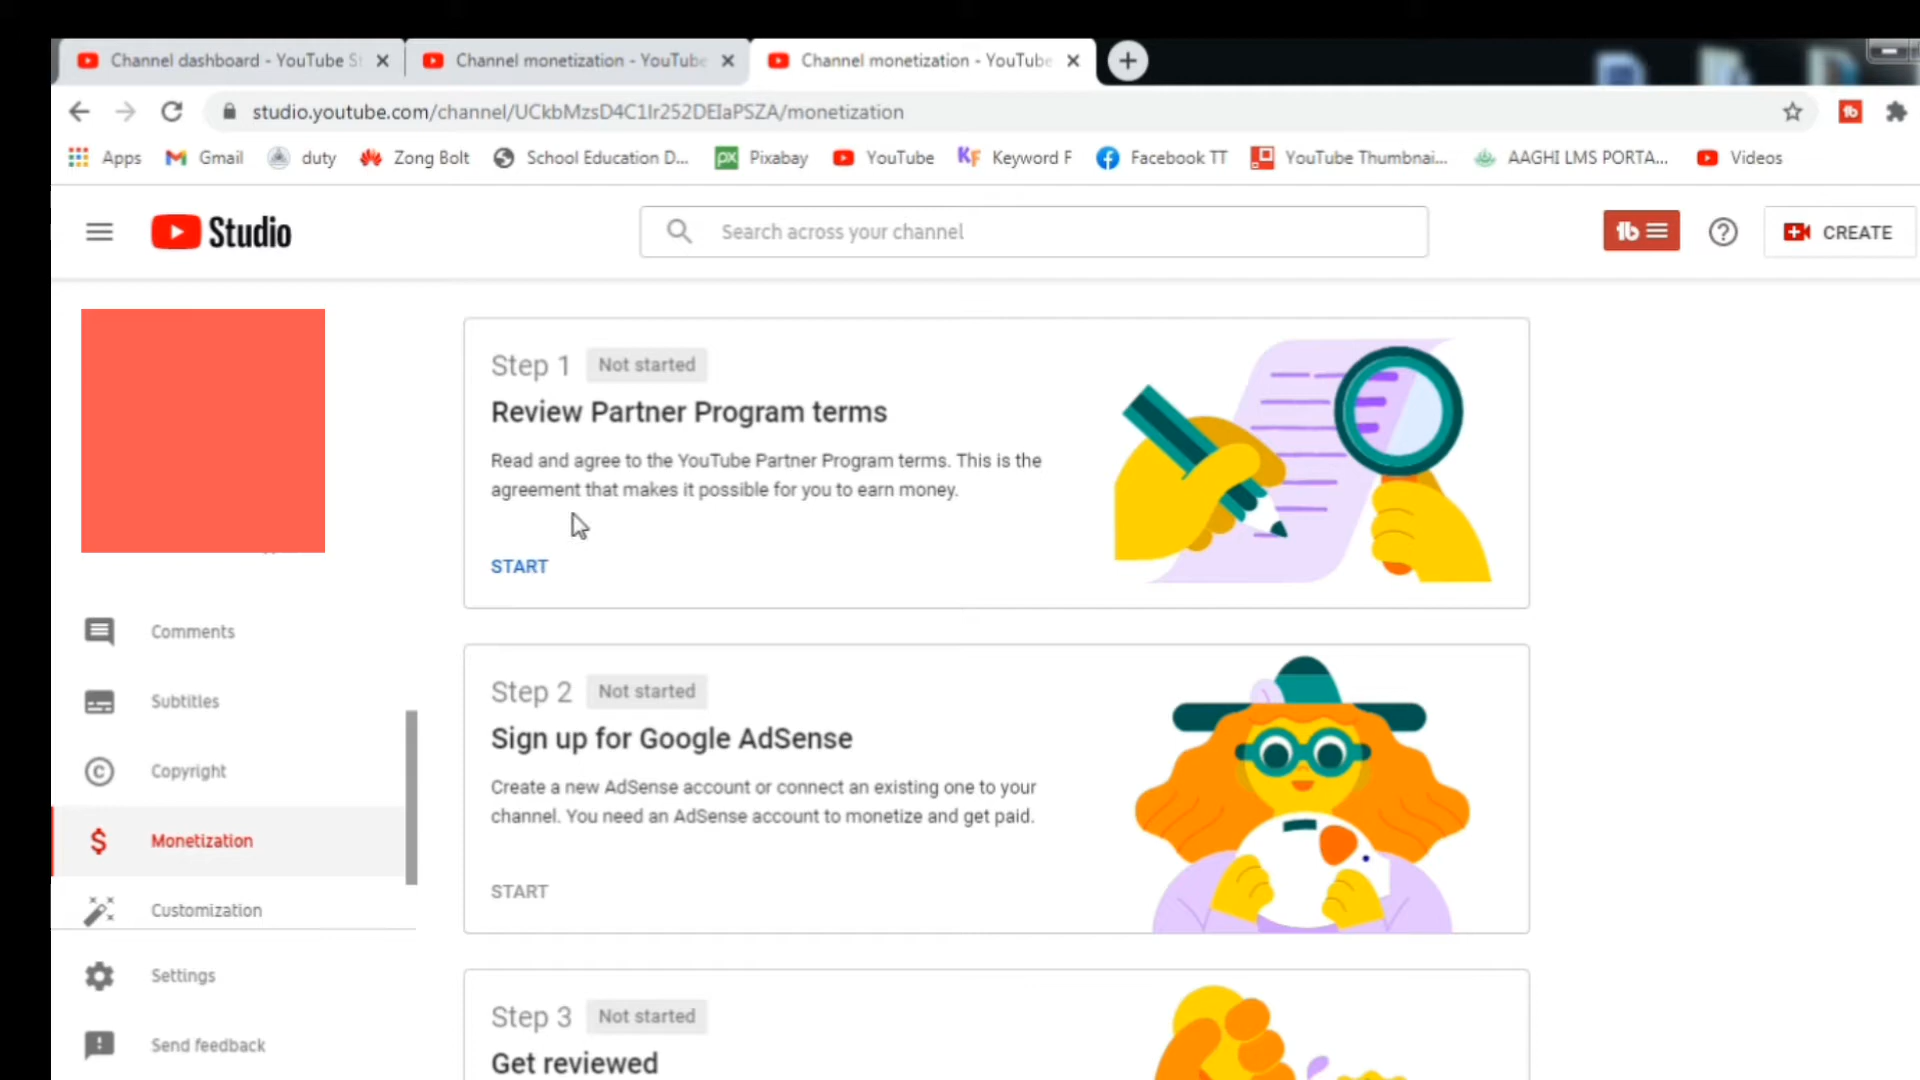 Channel dashboard - YouTube S
Channel monetization - YouTube
Channel monetization - YouTube
studio.youtube.com/channel/UCkbMzsD4C1Ir252DEIaPSZA/monetization
Apps
Gmail
duty
Zong Bolt
School Education D...
px
Pixabay
YouTube
KF
Keyword F
Facebook TT
YouTube Thumbnai...
AAGHI LMS PORTA...
Videos
Studio
Search across your channel
CREATE
Step 1
Not started
Review Partner Program terms
Read and agree to the YouTube Partner Program terms. This is the
agreement that makes it possible for you to earn money.
START
Comments
Subtitles
Copyright
Monetization
Customization
Settings
Send feedback
Step 2
Not started
Sign up for Google AdSense
Create a new AdSense account or connect an existing one to your
channel. You need an AdSense account to monetize and get paid.
START
Step 3
Not started
Get reviewed